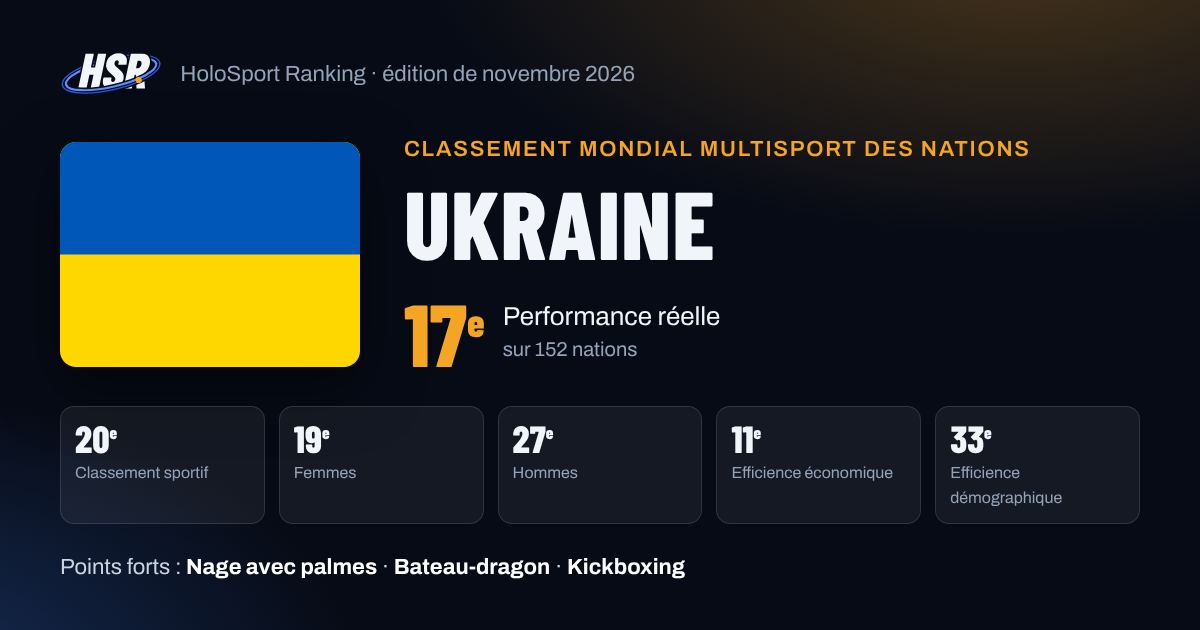 HSR
HoloSport Ranking · édition de novembre 2026
CLASSEMENT MONDIAL MULTISPORT DES NATIONS
UKRAINE
17e
Performance réelle
sur 152 nations
20e
Classement sportif
19e
Femmes
27e
Hommes
11e
Efficience économique
33e
Efficience
démographique
Points forts : Nage avec palmes · Bateau-dragon · Kickboxing